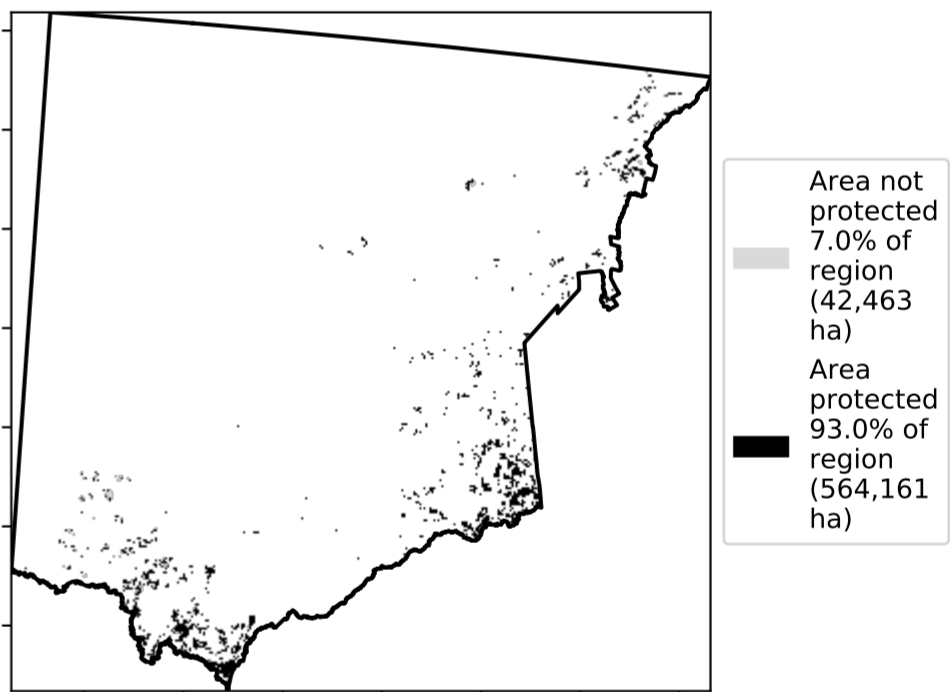 Area not
protected
7.0% of
region
(42,463
ha)
Area
protected
93.0% of
region
(564,161
ha)